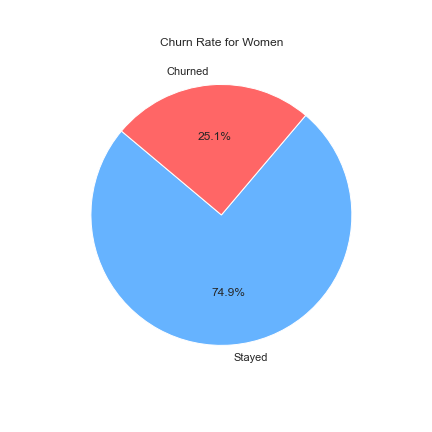 Churn Rate for Women
Churned
25.1%
74.9%
Stayed